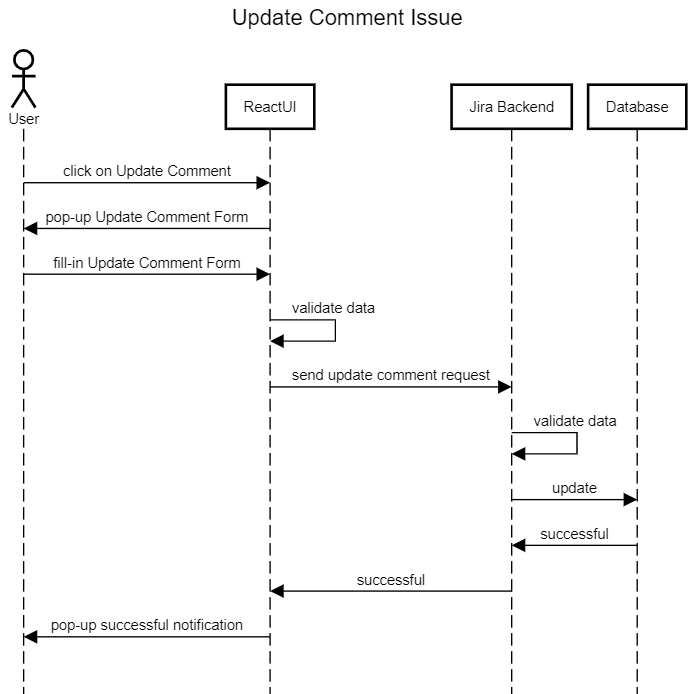 Update Comment Issue
User
ReactUI
Jira Backend
Database
click on Update Comment
pop-up Update Comment Form
fill-in Update Comment Form
validate data
send update comment request
validate data
update
successful
successful
pop-up successful notification